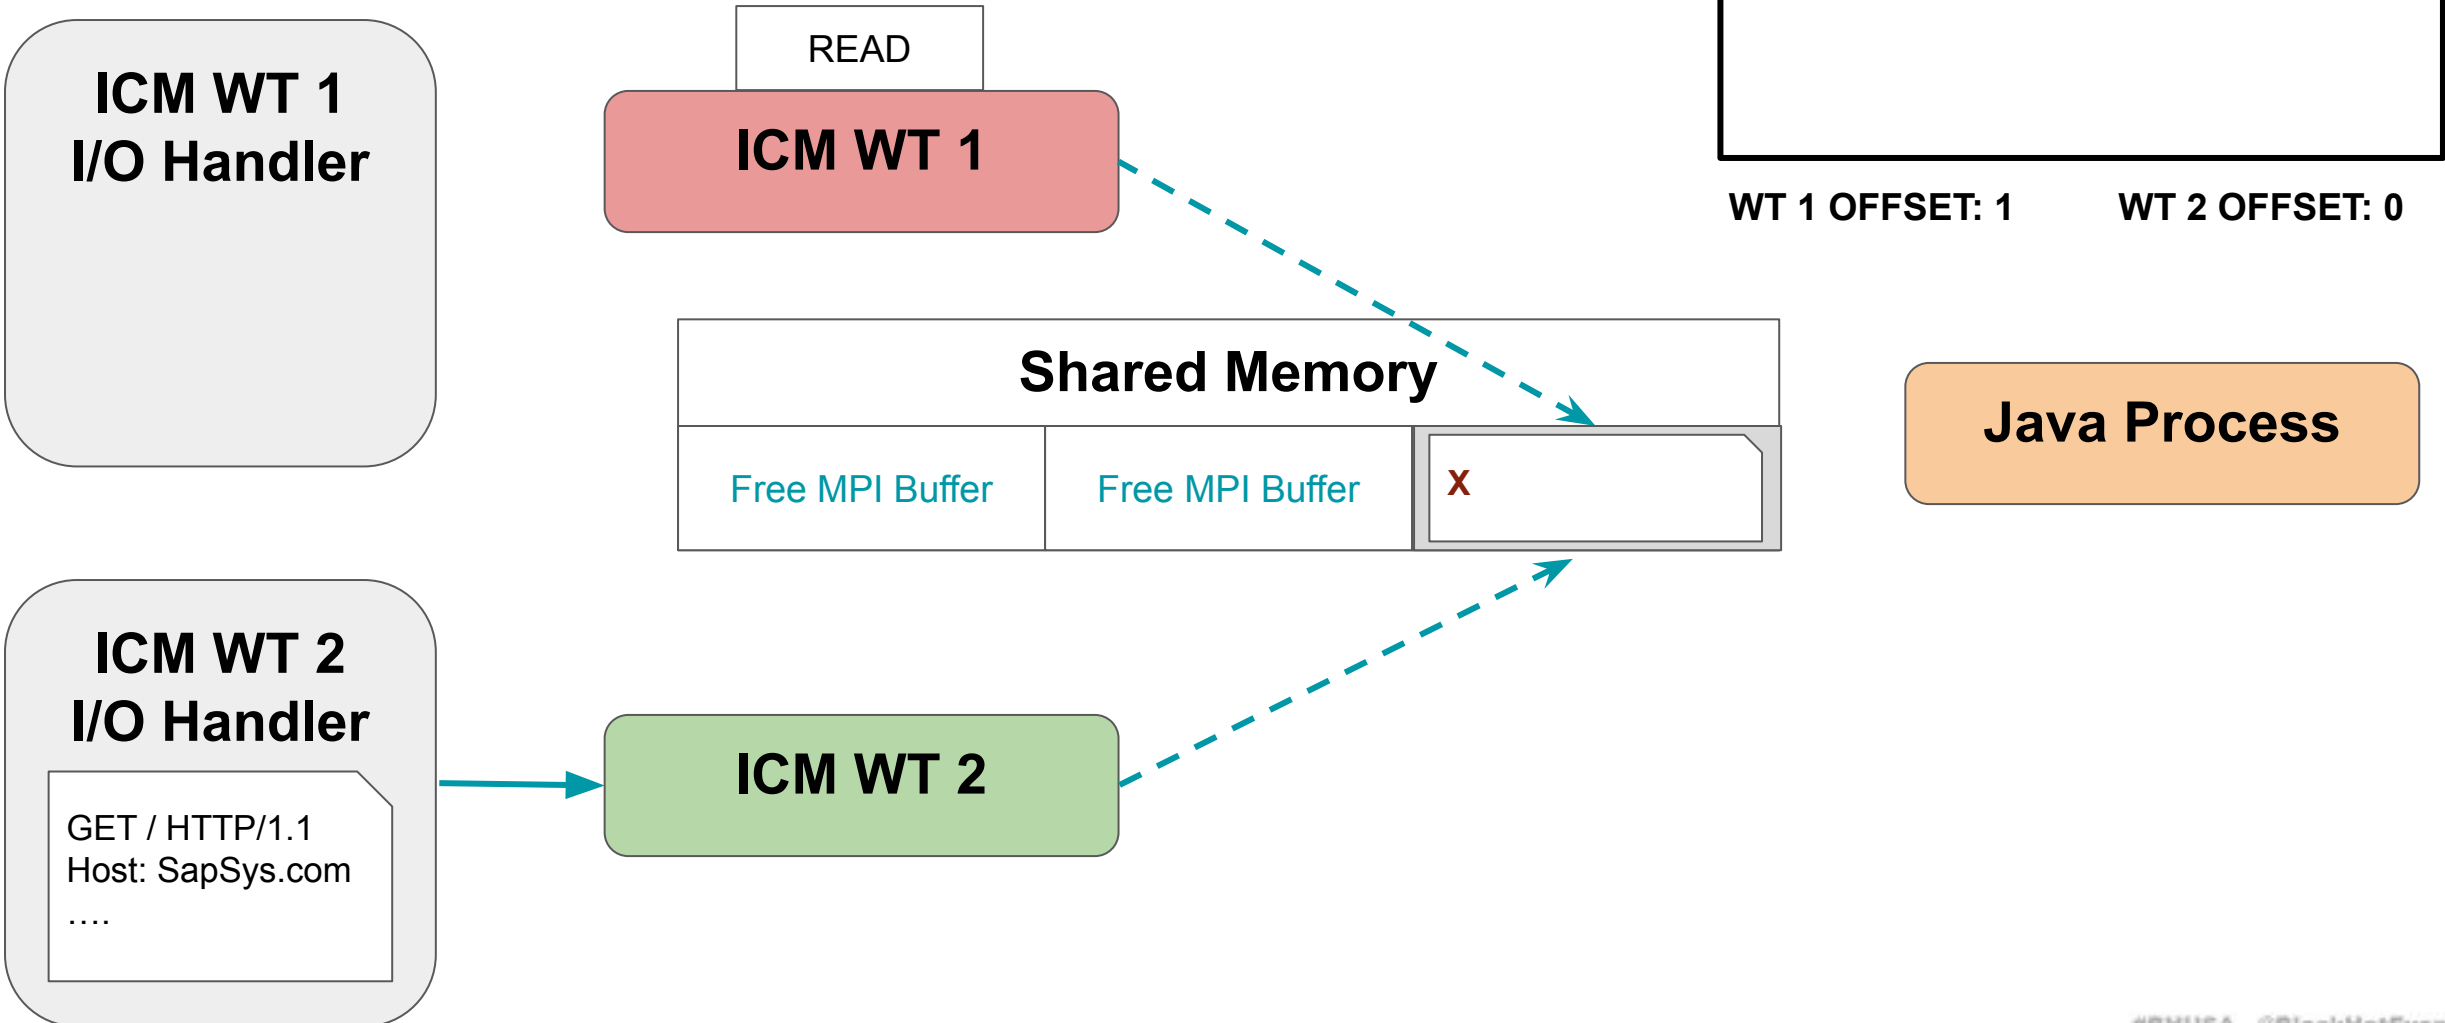 ICM WT 1
I/O Handler
READ
ICM WT 1
WT 1 OFFSET: 1
WT 2 OFFSET: 0
Shared Memory
Free MPI Buffer
Free MPI Buffer
X
Java Process
ICM WT 2
I/O Handler
GET / HTTP/1.1
Host: SapSys.com
....
ICM WT 2